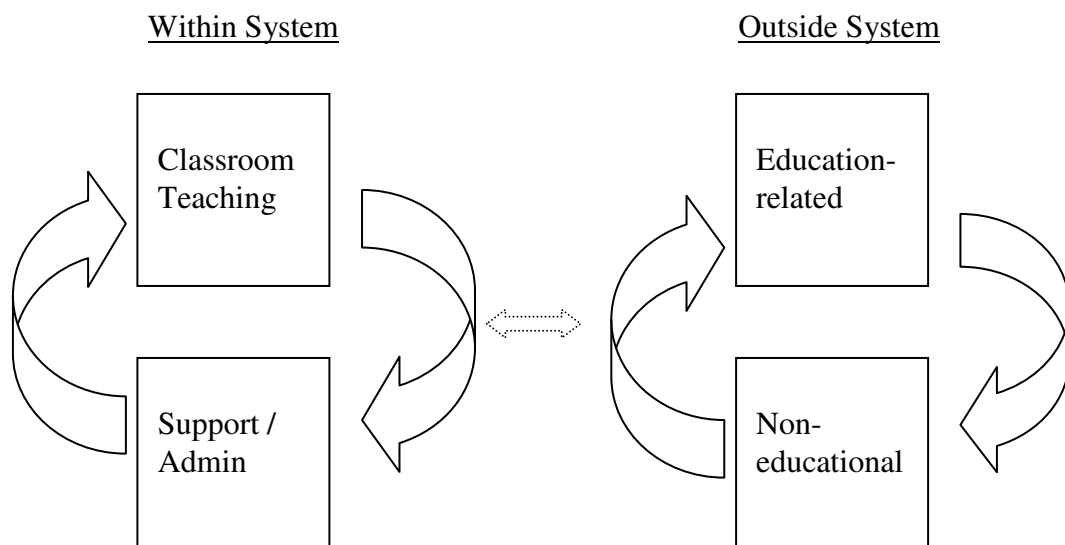 Within System
Outside System
Classroom
Teaching
Education-
related
Support /
Admin
Non-
educational